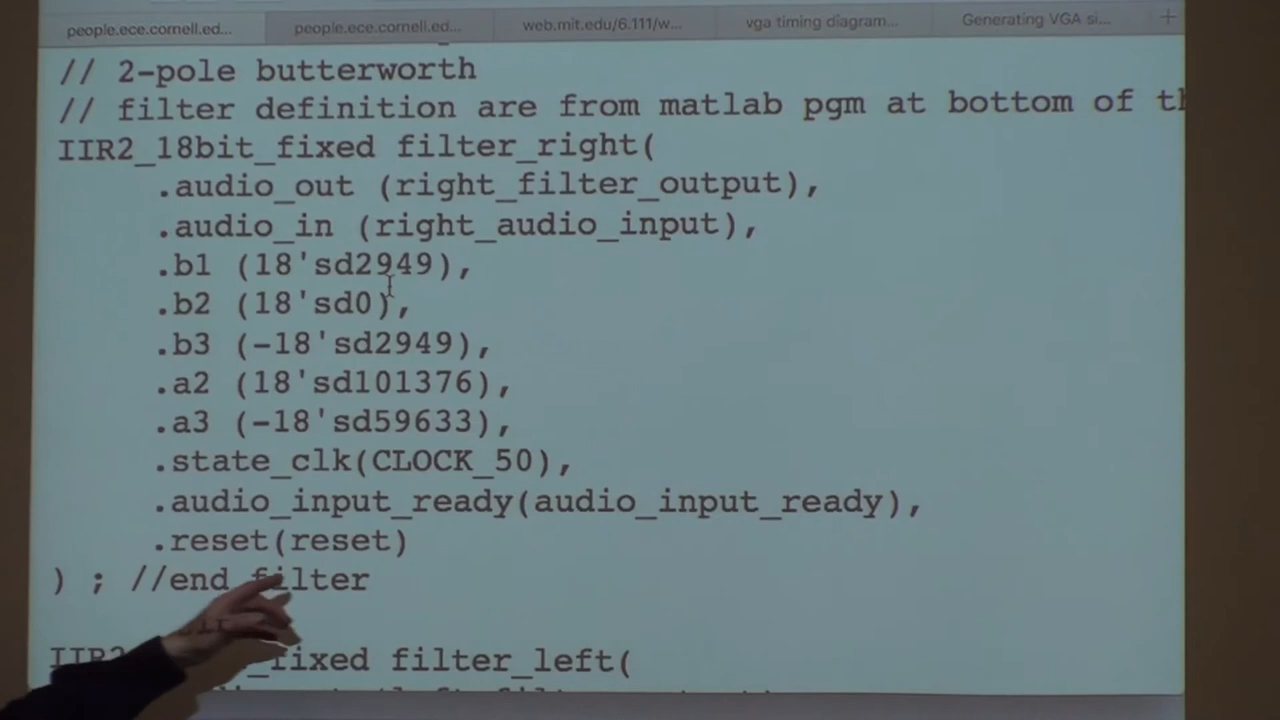 people.ece.cornell.ed...
people.ece.cornell.ed...
web.mit.edu/6.111/w...
vga timing diagram...
Generating VGA si...
// 2-pole butterworth
// filter definition are from matlab pgm at bottom of
IIR2_18bit_fixed filter_right(
.audio_out (right_filter_output),
.audio_in (right_audio_input),
.b1 (18'sd2949),
.b2 (18'sd0),
.b3 (-18'sd2949),
.a2 (18'sd101376),
.a3 (-18'sd59633),
.state_clk(CLOCK_50),
.audio_input_ready(audio_input_ready),
.reset(reset)
) ; //end filter
_fixed filter_left(